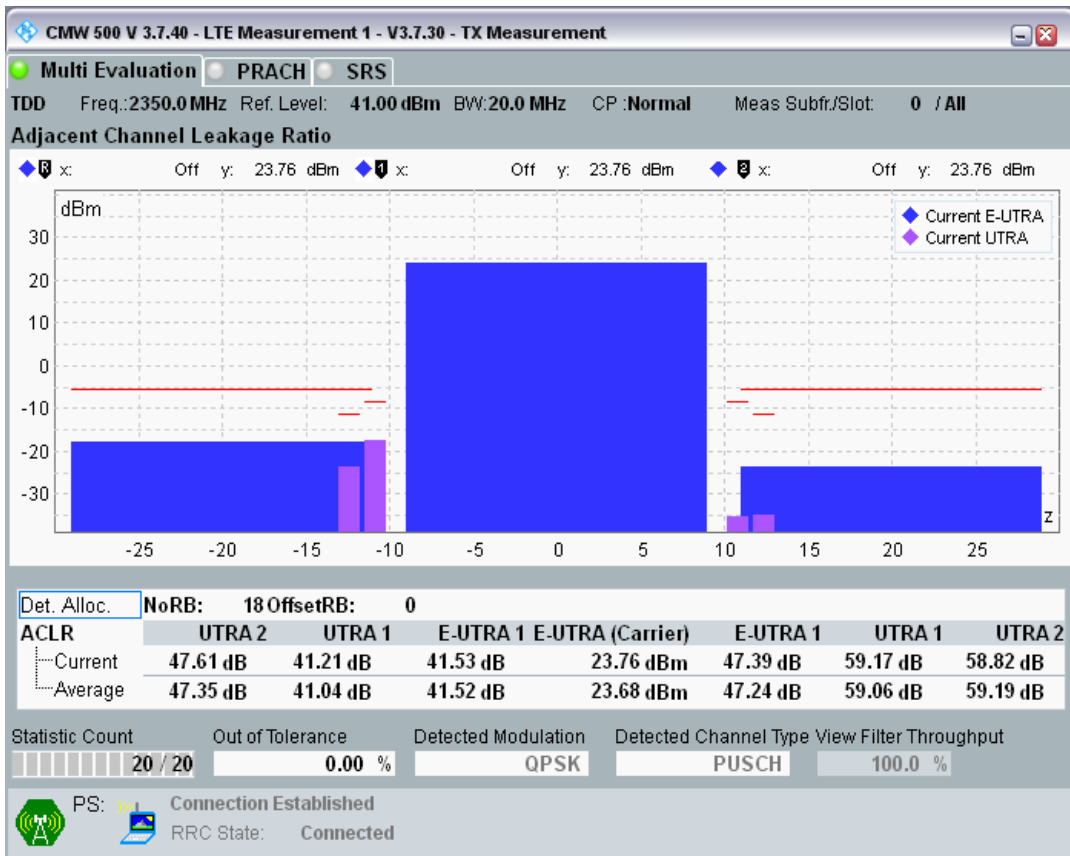 CMW 500 V 3.7.40 - LTE Measurement 1 - V3.7.30 - TX Measurement
Multi Evaluation PRACH SRS
TDD Freq.:2350.0 MHz Ref. Level: 41.00 dBm BW:20.0 MHz CP :Normal Meas Subfr./Slot: 0 / All
Adjacent Channel Leakage Ratio
R x: Off y: 23.76 dBm 1 x: Off y: 23.76 dBm 2 x: Off y: 23.76 dBm
dBm
Current E-UTRA
Current UTRA
30
20
10
0
-10
-20
-30
z
-25 -20 -15 -10 -5 0 5 10 15 20 25
Det. Alloc. NoRB: 18 OffsetRB: 0
ACLR UTRA 2 UTRA 1 E-UTRA 1 E-UTRA (Carrier) E-UTRA 1 UTRA 1 UTRA 2
Current 47.61 dB 41.21 dB 41.53 dB 23.76 dBm 47.39 dB 59.17 dB 58.82 dB
Average 47.35 dB 41.04 dB 41.52 dB 23.68 dBm 47.24 dB 59.06 dB 59.19 dB
Statistic Count Out of Tolerance Detected Modulation Detected Channel Type View Filter Throughput
20 / 20 0.00 % QPSK PUSCH 100.0 %
PS: Connection Established
RRC State: Connected